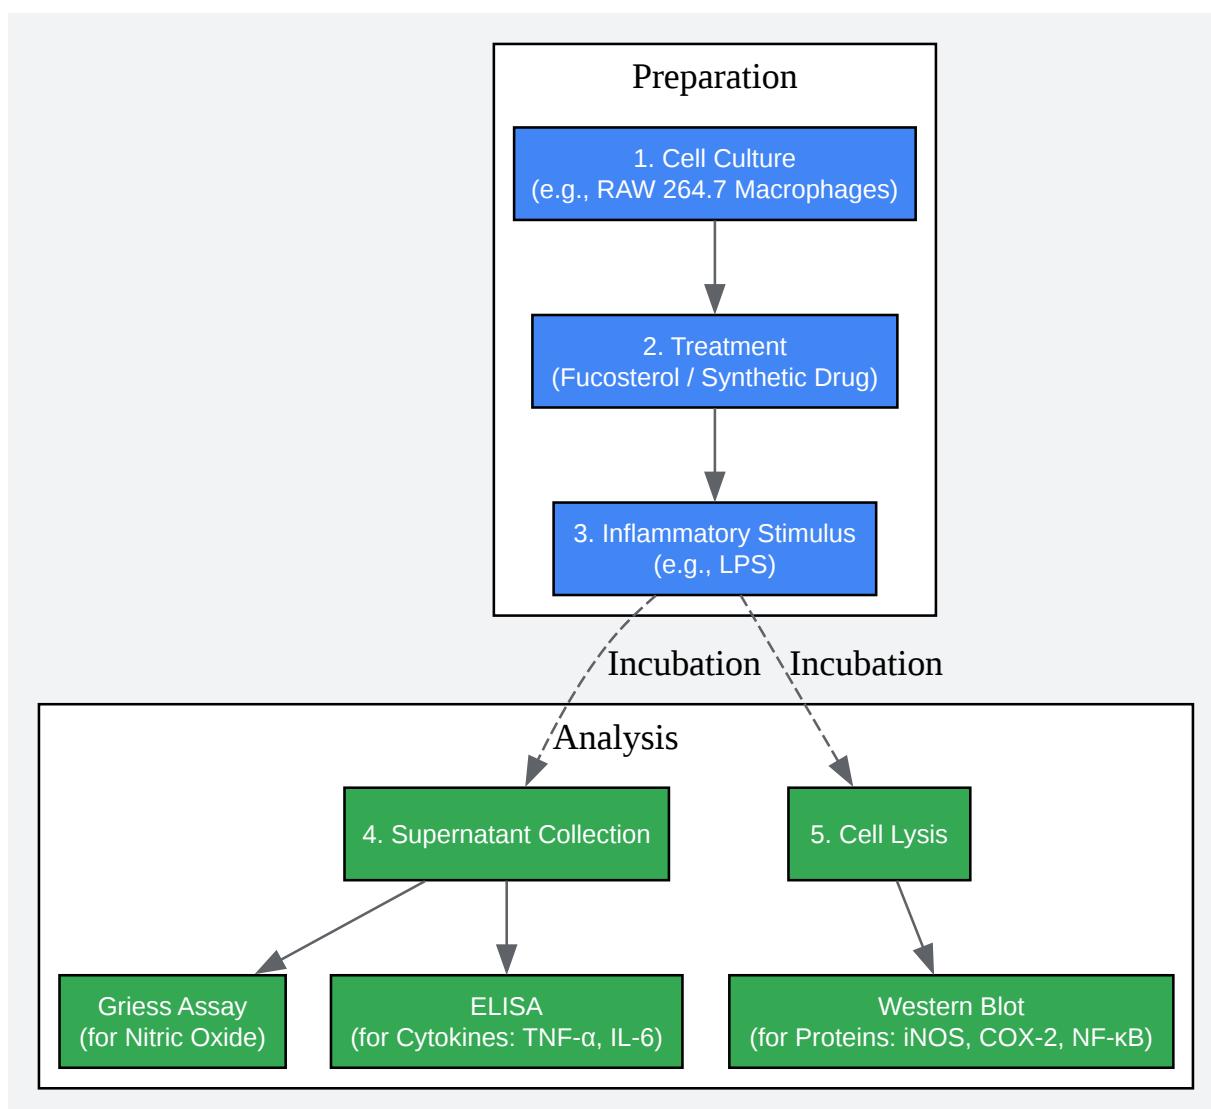 Preparation
1. Cell Culture
(e.g., RAW 264.7 Macrophages)
2. Treatment
(Fucosterol / Synthetic Drug)
3. Inflammatory Stimulus
(e.g., LPS)
Incubation
Incubation
Analysis
4. Supernatant Collection
5. Cell Lysis
Griess Assay
(for Nitric Oxide)
ELISA
(for Cytokines: TNF-α, IL-6)
Western Blot
(for Proteins: iNOS, COX-2, NF-κB)